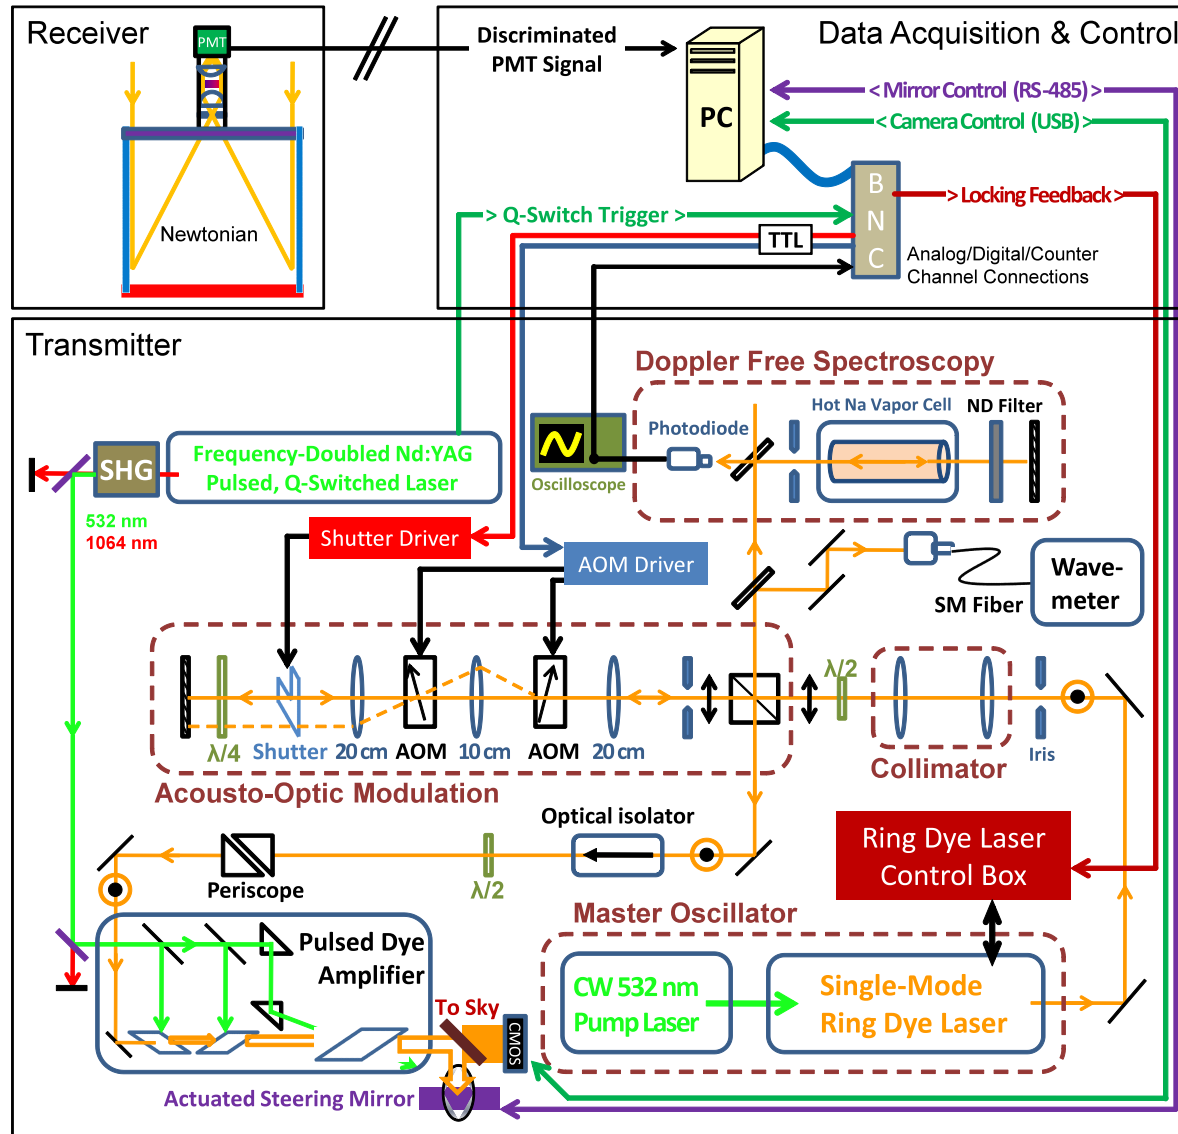 Receiver
PMT
Newtonian
Discriminated
PMT Signal
Data Acquisition & Control
PC
< Mirror Control (RS-485) >
< Camera Control (USB) >
B
N
C
> Locking Feedback >
> Q-Switch Trigger >
TTL
Analog/Digital/Counter
Channel Connections
Transmitter
Doppler Free Spectroscopy
Hot Na Vapor Cell
ND Filter
Photodiode
Oscilloscope
SHG
Frequency-Doubled Nd:YAG
Pulsed, Q-Switched Laser
532 nm
1064 nm
Shutter Driver
AOM Driver
SM Fiber
Wave-
meter
λ/4
Shutter
20 cm
AOM
10 cm
AOM
20 cm
λ/2
Collimator
Iris
Acousto-Optic Modulation
Optical isolator
Periscope
λ/2
Ring Dye Laser
Control Box
Master Oscillator
CW 532 nm
Pump Laser
Single-Mode
Ring Dye Laser
Pulsed Dye
Amplifier
To Sky
CMOS
Actuated Steering Mirror